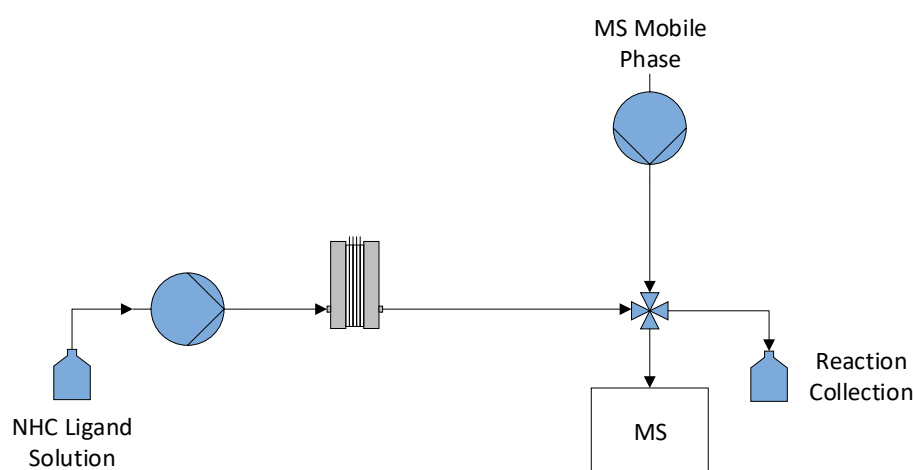 MS Mobile
Phase
NHC Ligand
Solution
MS
Reaction
Collection